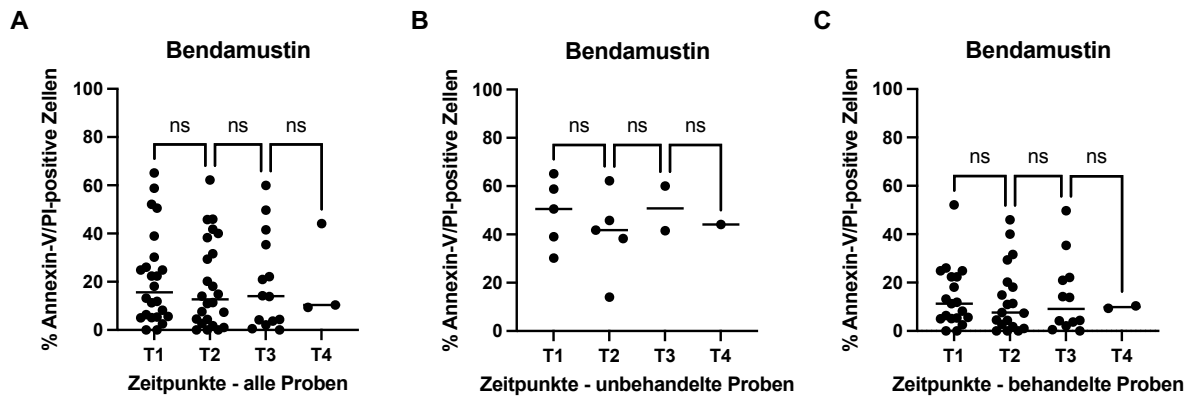 A
Bendamustin
% Annexin-V/PI-positive Zellen
100
80
60
40
20
0
ns
ns
ns
T1
T2
T3
T4
Zeitpunkte - alle Proben
B
Bendamustin
% Annexin-V/PI-positive Zellen
100
80
60
40
20
0
ns
ns
ns
T1
T2
T3
T4
Zeitpunkte - unbehandelte Proben
C
Bendamustin
% Annexin-V/PI-positive Zellen
100
80
60
40
20
0
ns
ns
ns
T1
T2
T3
T4
Zeitpunkte - behandelte Proben